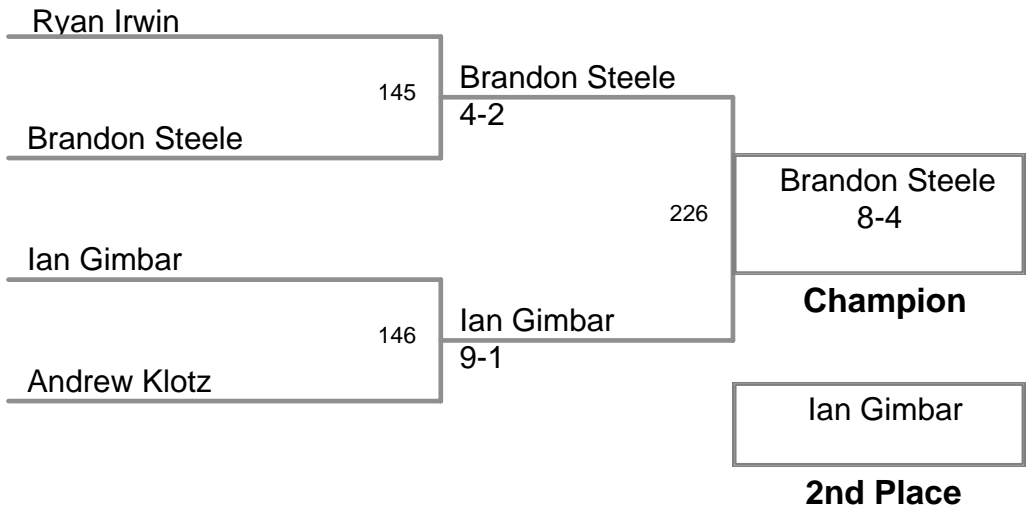 Ryan Irwin
145
Brandon Steele
4-2
Brandon Steele
226
Brandon Steele
8-4
Champion
Ian Gimbar
146
Ian Gimbar
9-1
Andrew Klotz
Ian Gimbar
2nd Place